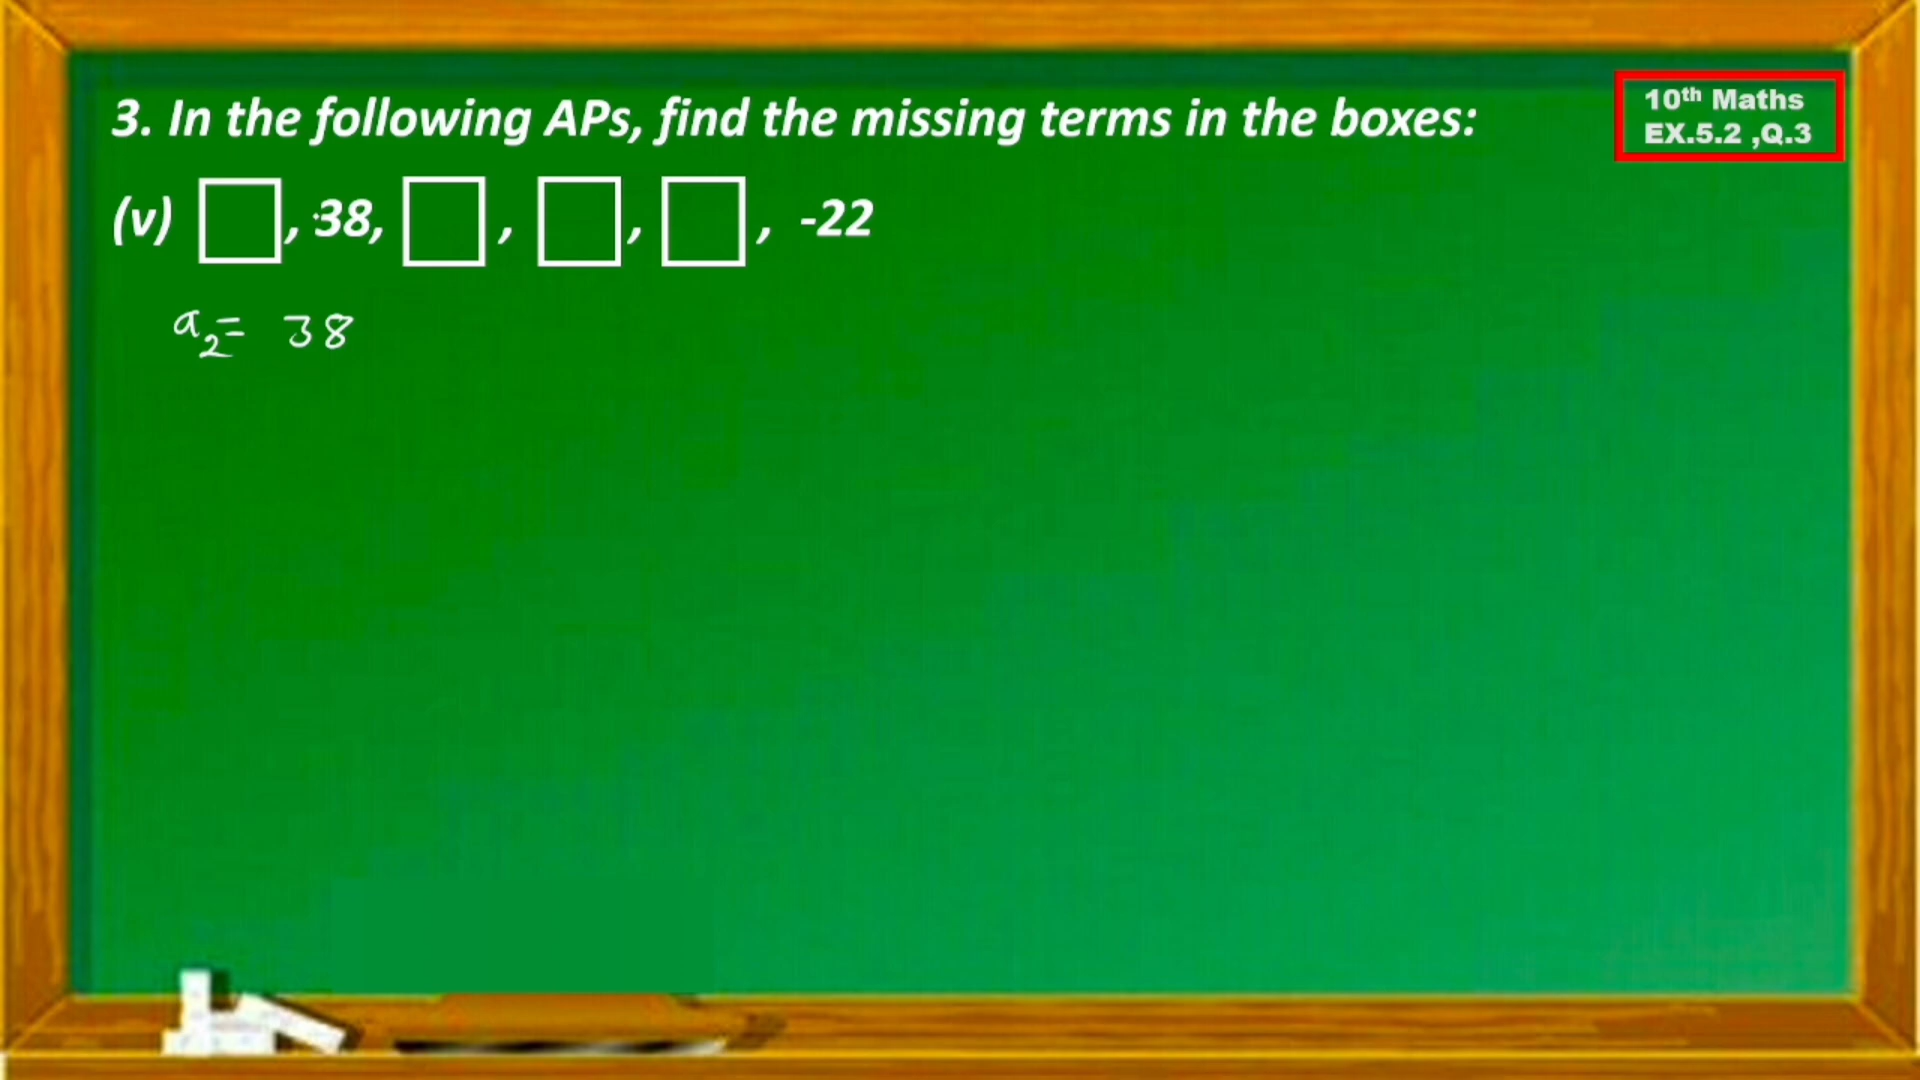 3. In the following APs, find the missing terms in the boxes:
10th Maths
EX.5.2 ,Q.3
(v) □, 38, □, □, □, -22
a₂= 38